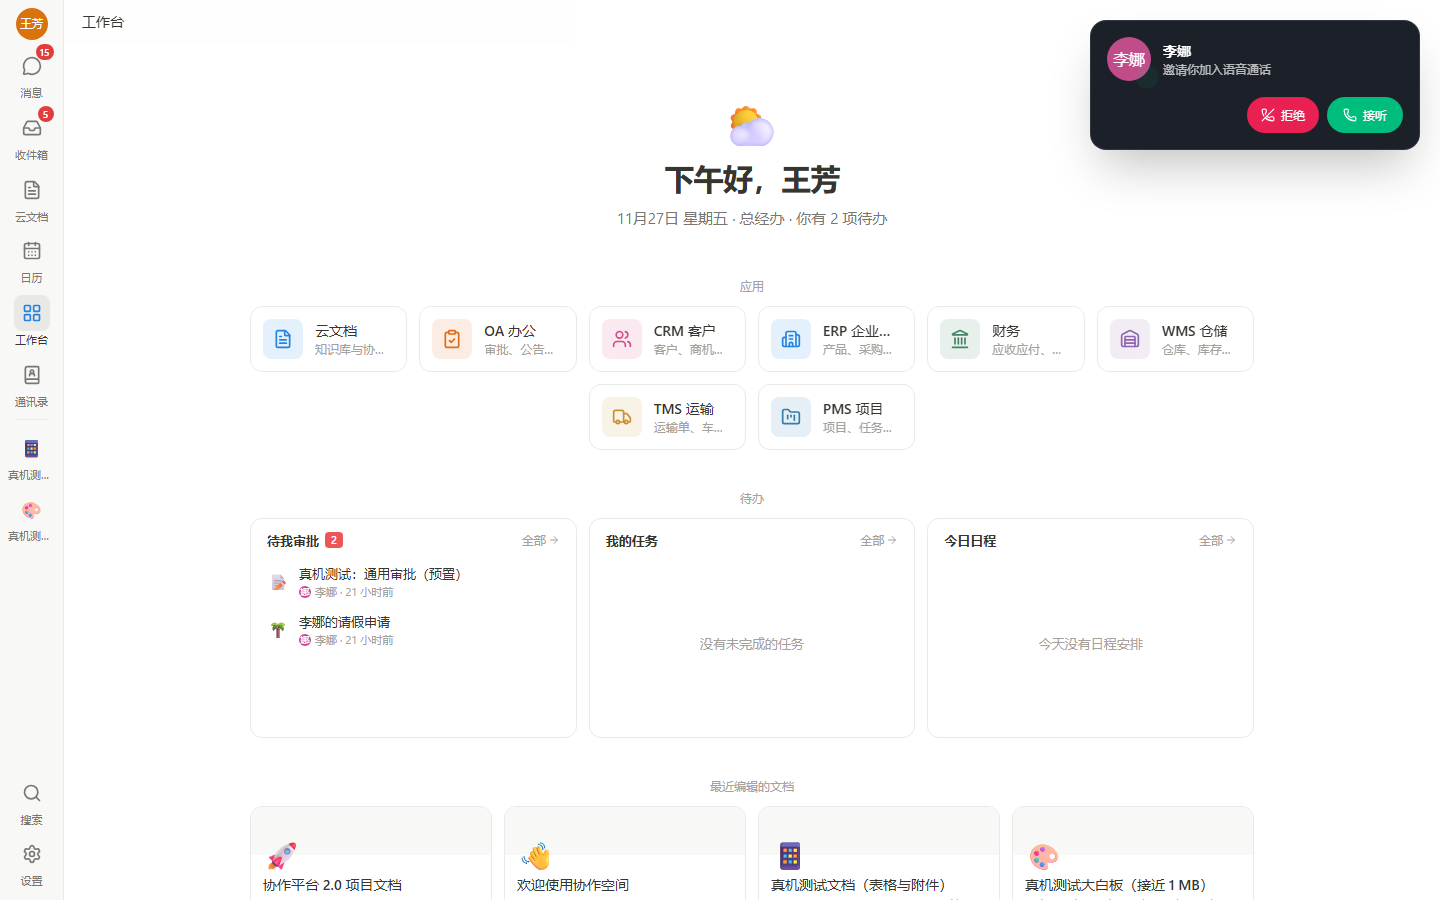 王芳
15
消息
5
收件箱
云文档
日历
工作台
通讯录
真机测...
真机测...
搜索
设置
工作台
李娜
李娜
邀请你加入语音通话
拒绝
接听
下午好，王芳
11月27日 星期五 · 总经办 · 你有 2 项待办
应用
云文档
知识库与协...
OA 办公
审批、公告...
CRM 客户
客户、商机...
ERP 企业...
产品、采购...
财务
应收应付、...
WMS 仓储
仓库、库存...
TMS 运输
运输单、车...
PMS 项目
项目、任务...
待办
待我审批 2
全部
真机测试：通用审批（预置）
李娜 · 21 小时前
李娜的请假申请
李娜 · 21 小时前
我的任务
全部
没有未完成的任务
今日日程
全部
今天没有日程安排
最近编辑的文档
协作平台 2.0 项目文档
欢迎使用协作空间
真机测试文档（表格与附件）
真机测试大白板（接近 1 MB）